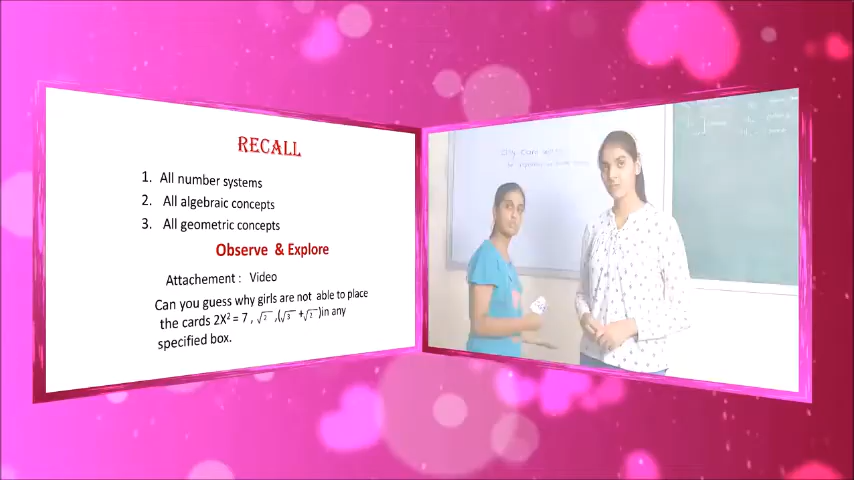 RECALL
1. All number systems
2. All algebraic concepts
3. All geometric concepts
Observe & Explore
Attachement : Video
Can you guess why girls are not able to place
the cards 2X² = 7 , √2 ,(√3 +√2 )in any
specified box.